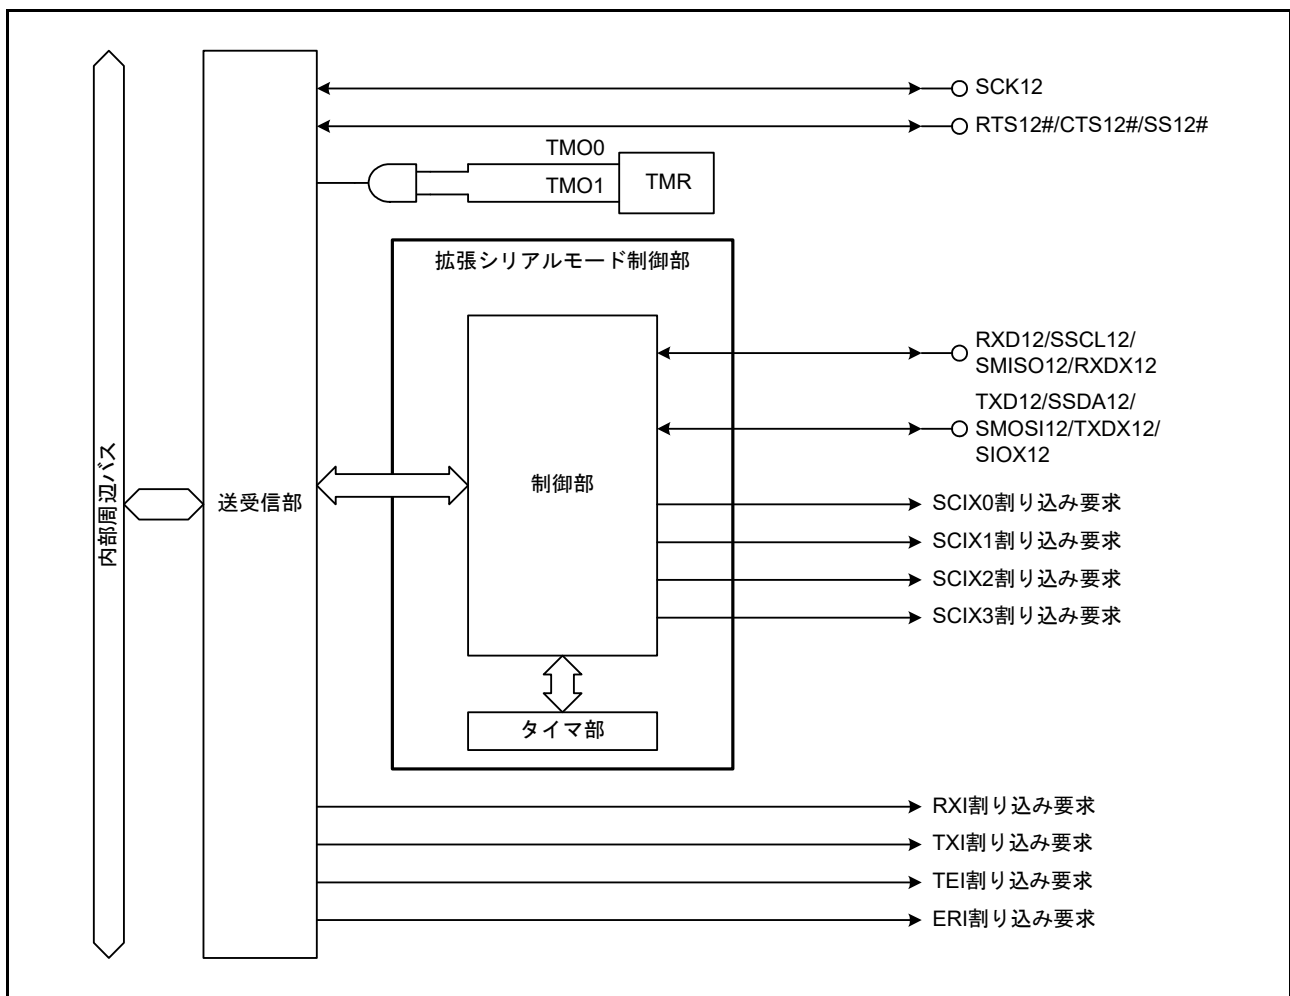 SCK12
RTS12#/CTS12#/SS12#
TMO0
TMO1
TMR
拡張シリアルモード制御部
RXD12/SSCL12/
SMISO12/RXDX12
TXD12/SSDA12/
SMOSI12/TXDX12/
SIOX12
内部周辺バス
送受信部
制御部
SCIX0割り込み要求
SCIX1割り込み要求
SCIX2割り込み要求
SCIX3割り込み要求
タイマ部
RXI割り込み要求
TXI割り込み要求
TEI割り込み要求
ERI割り込み要求